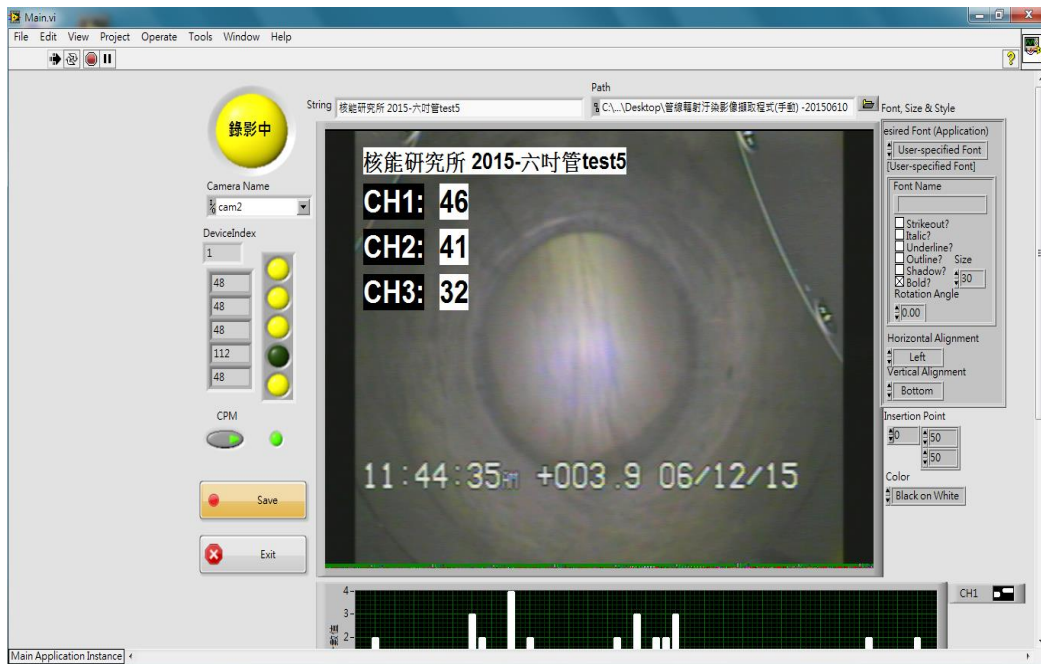 Main.vi
File Edit View Project Operate Tools Window Help
錄影中
String 核能研究所 2015-六吋管test5
Path
C:\...\Desktop\管線輻射汙染影像擷取程式(手動) -20150610
Camera Name
cam2
DeviceIndex
1
48
48
48
112
48
CPM
Save
Exit
核能研究所 2015-六吋管test5
CH1: 46
CH2: 41
CH3: 32
11:44:35AM +003.9 06/12/15
Font, Size & Style
esired Font (Application)
User-specified Font
[User-specified Font]
Font Name
Strikeout?
Italic?
Underline?
Outline? Size
Shadow?
Bold? 30
Rotation Angle
0.00
Horizontal Alignment
Left
Vertical Alignment
Bottom
Insertion Point
0 50
50
Color
Black on White
4
3
2
數值
CH1
Main Application Instance